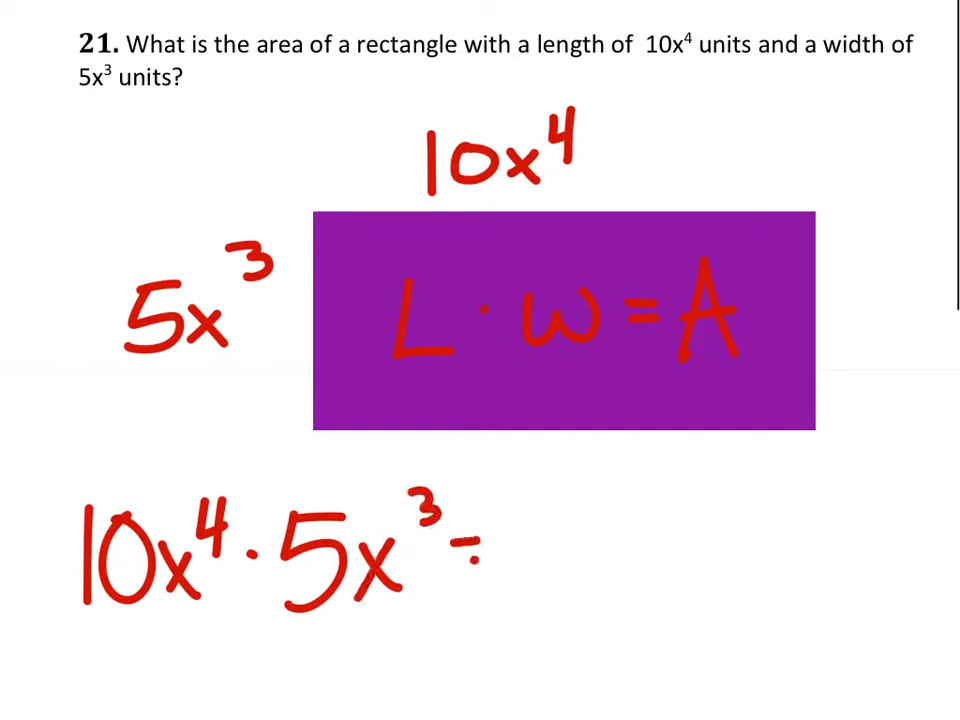 21. What is the area of a rectangle with a length of 10x⁴ units and a width of
5x³ units?
10x⁴
5x³
L · w = A
10x⁴ · 5x³ =